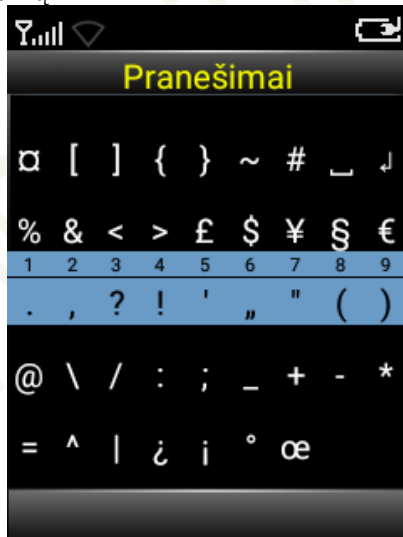 Pranešimai
¤ [ ] { } ~ # ⎵ ↲
% & < > £ $ ¥ § €
1 2 3 4 5 6 7 8 9
. , ? ! ' „ " ( )
@ \ / : ; _ + - *
= ^ | ¿ ¡ ° œ